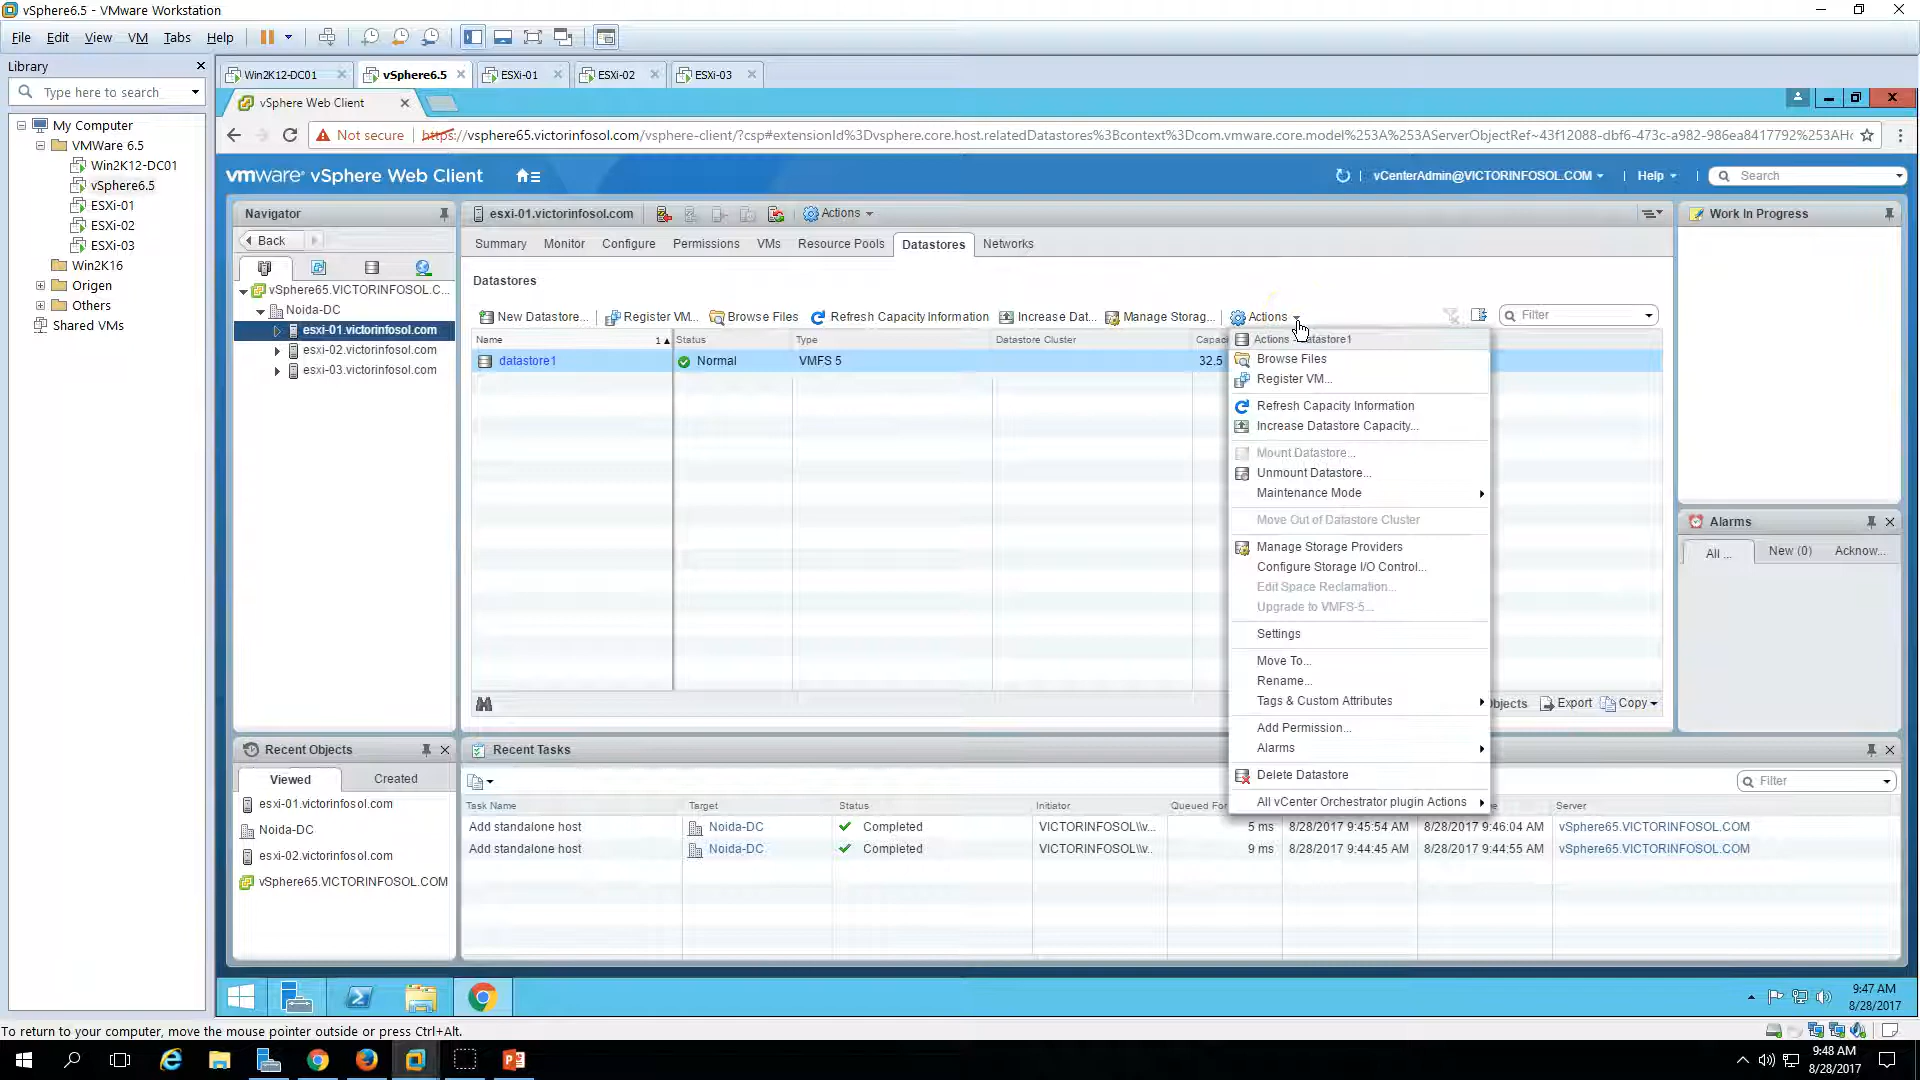 vSphere6.5 - VMware Workstation
File Edit View VM Tabs Help
Library
Type here to search
My Computer
VMWare 6.5
Win2K12-DC01
vSphere6.5
ESXi-01
ESXi-02
ESXi-03
Win2K16
Origen
Others
Shared VMs
Win2K12-DC01 vSphere6.5 ESXi-01 ESXi-02 ESXi-03
vSphere Web Client
Not secure https://vsphere65.victorinfosol.com/vsphere-client/?csp#extensionId%3Dvsphere.core.host.relatedDatastores%3Bcontext%3Dcom.vmware.core.model%253A%253AServerObjectRef~43f12088-dbf6-473c-a982-986ea8417792%253AHo
vmware vSphere Web Client
vCenterAdmin@VICTORINFOSOL.COM Help Search
Navigator
Back
vSphere65.VICTORINFOSOL.C...
Noida-DC
esxi-01.victorinfosol.com
esxi-02.victorinfosol.com
esxi-03.victorinfosol.com
esxi-01.victorinfosol.com Actions
Summary Monitor Configure Permissions VMs Resource Pools Datastores Networks
Datastores
New Datastore... Register VM... Browse Files Refresh Capacity Information Increase Dat... Manage Storag... Actions Filter
Name 1 Status Type Datastore Cluster Capaci
datastore1 Normal VMFS 5 32.5
Actions - datastore1
Browse Files
Register VM...
Refresh Capacity Information
Increase Datastore Capacity...
Mount Datastore...
Unmount Datastore...
Maintenance Mode
Move Out of Datastore Cluster
Manage Storage Providers
Configure Storage I/O Control...
Edit Space Reclamation...
Upgrade to VMFS-5...
Settings
Move To...
Rename...
Tags & Custom Attributes
Add Permission...
Alarms
Delete Datastore
All vCenter Orchestrator plugin Actions
bjects Export Copy
Work In Progress
Alarms
All ... New (0) Acknow...
Recent Objects
Viewed Created
esxi-01.victorinfosol.com
Noida-DC
esxi-02.victorinfosol.com
vSphere65.VICTORINFOSOL.COM
Recent Tasks
Filter
Task Name Target Status Initiator Queued For Server
Add standalone host Noida-DC Completed VICTORINFOSOL\\v... 5 ms 8/28/2017 9:45:54 AM 8/28/2017 9:46:04 AM vSphere65.VICTORINFOSOL.COM
Add standalone host Noida-DC Completed VICTORINFOSOL\\v... 9 ms 8/28/2017 9:44:45 AM 8/28/2017 9:44:55 AM vSphere65.VICTORINFOSOL.COM
9:47 AM
8/28/2017
To return to your computer, move the mouse pointer outside or press Ctrl+Alt.
9:48 AM
8/28/2017